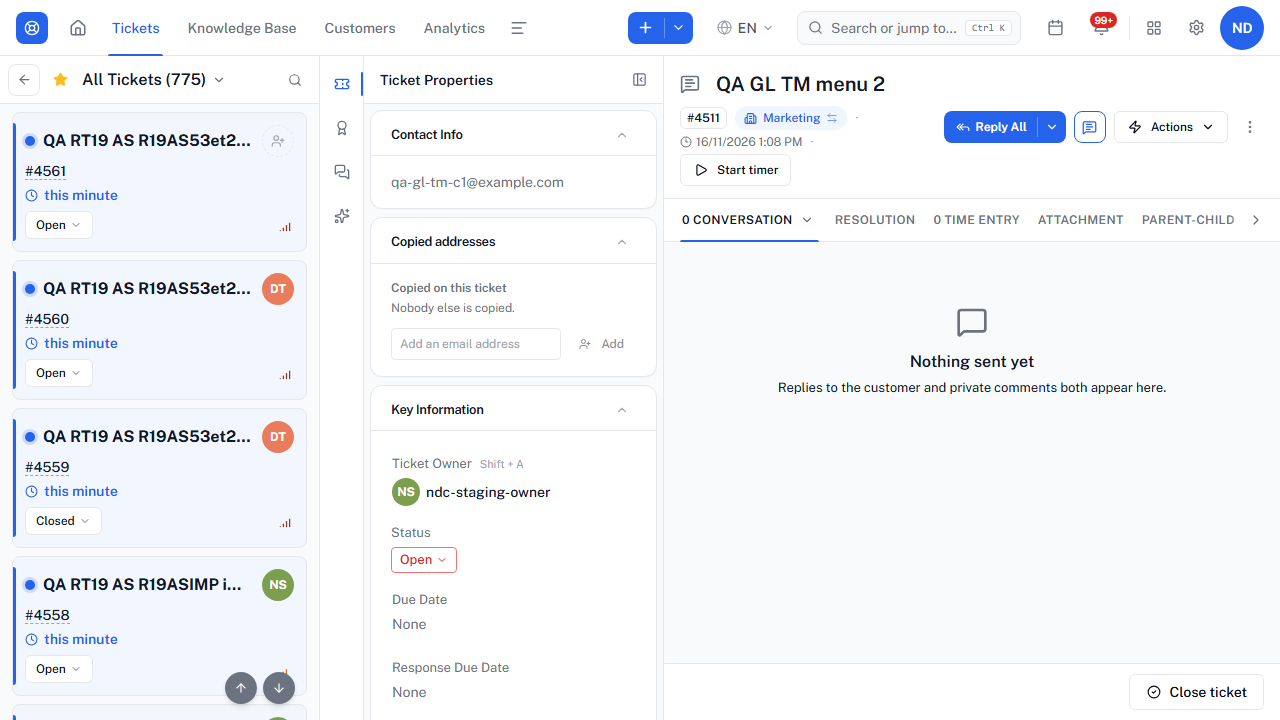 Tickets
Knowledge Base
Customers
Analytics
EN
Search or jump to...
Ctrl K
99+
ND
All Tickets (775)
QA RT19 AS R19AS53et2...
#4561
this minute
Open
QA RT19 AS R19AS53et2...
DT
#4560
this minute
Open
QA RT19 AS R19AS53et2...
DT
#4559
this minute
Closed
QA RT19 AS R19ASIMP i...
NS
#4558
this minute
Open
Ticket Properties
Contact Info
qa-gl-tm-c1@example.com
Copied addresses
Copied on this ticket
Nobody else is copied.
Add an email address
Add
Key Information
Ticket Owner Shift + A
NS ndc-staging-owner
Status
Open
Due Date
None
Response Due Date
None
QA GL TM menu 2
#4511 Marketing ·
16/11/2026 1:08 PM ·
Start timer
Reply All
Actions
0 CONVERSATION
RESOLUTION
0 TIME ENTRY
ATTACHMENT
PARENT-CHILD
Nothing sent yet
Replies to the customer and private comments both appear here.
Close ticket